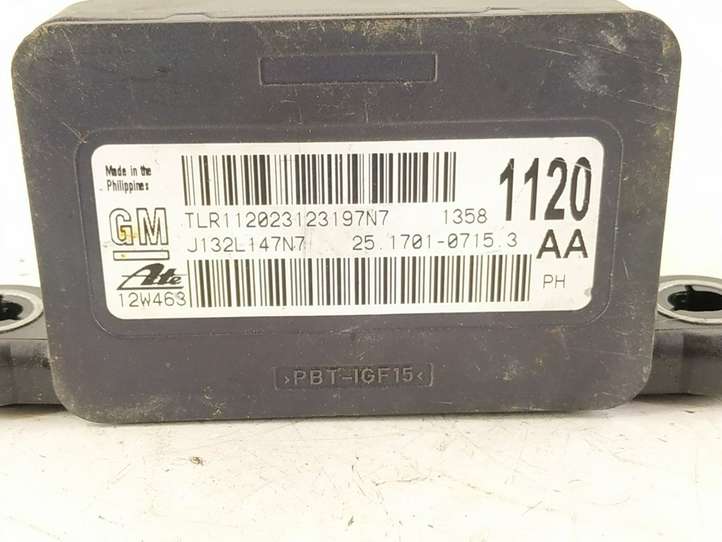 Made in the
Philippines
GM
TLR112023123197N7 1358
1120
J132L147N7 25.1701-0715.3
AA
Ate
12W463
PH
>PBT-IGF15<